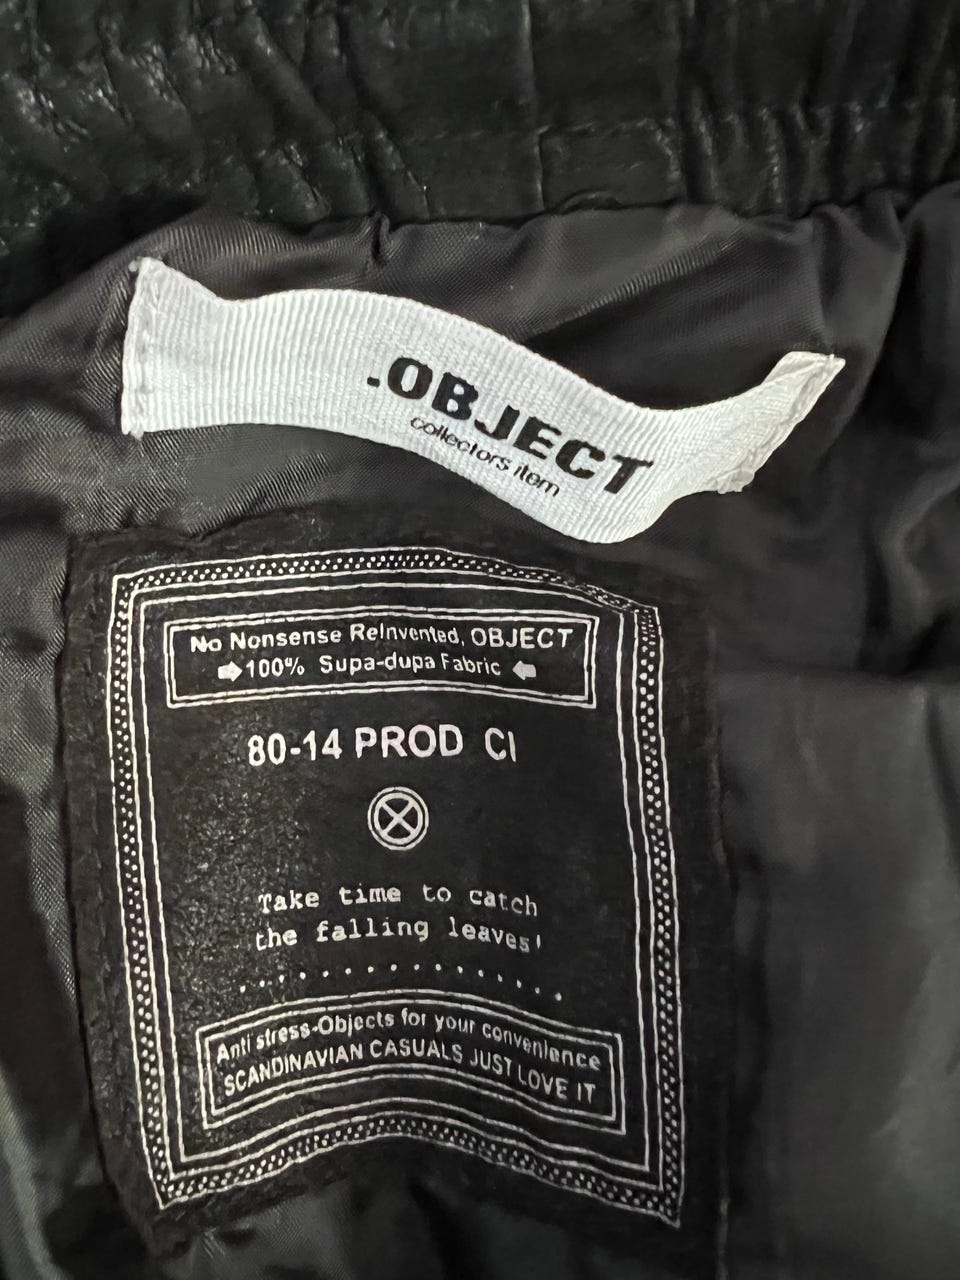 .OBJECT
collectors item
No Nonsense ReInvented, OBJECT
100% Supa-dupa Fabric
80-14 PROD CI
Take time to catch
the falling leaves!
Anti stress-Objects for your convenience
SCANDINAVIAN CASUALS JUST LOVE IT